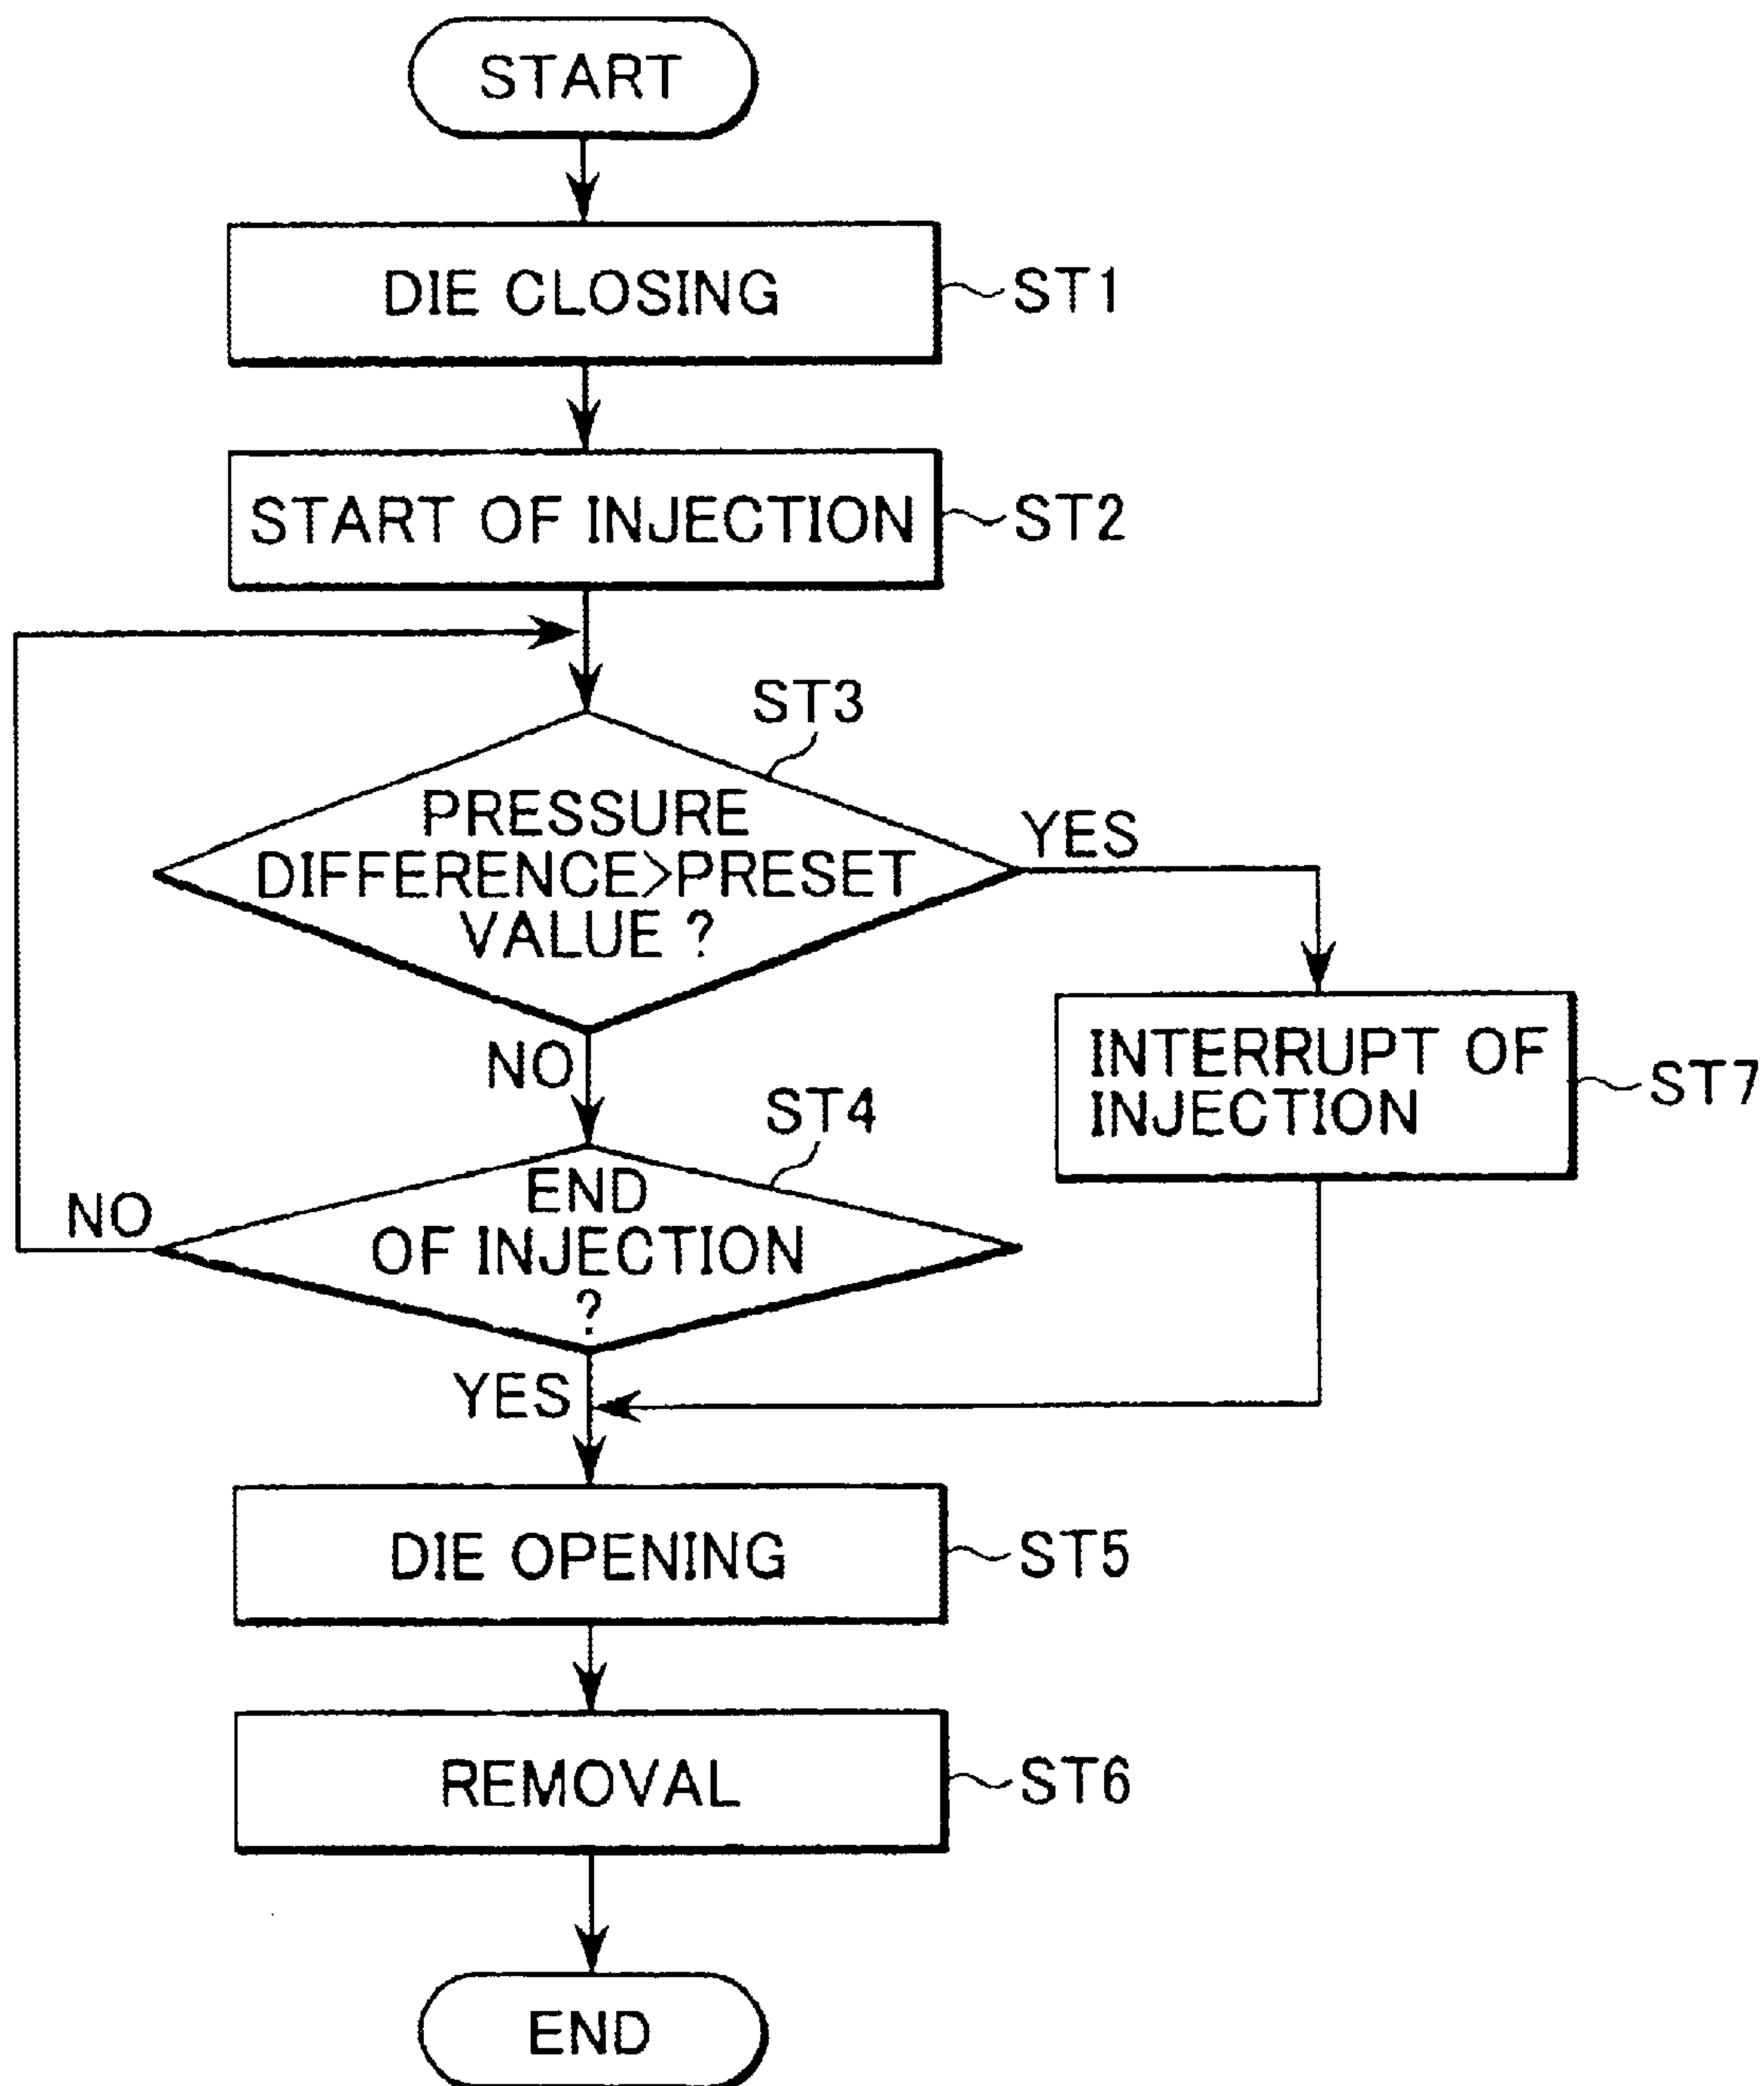 START
DIE CLOSING
ST1
START OF INJECTION
ST2
ST3
PRESSURE
DIFFERENCE>PRESET
VALUE ?
YES
NO
INTERRUPT OF
INJECTION
ST7
ST4
END
OF INJECTION
?
NO
YES
DIE OPENING
ST5
REMOVAL
ST6
END